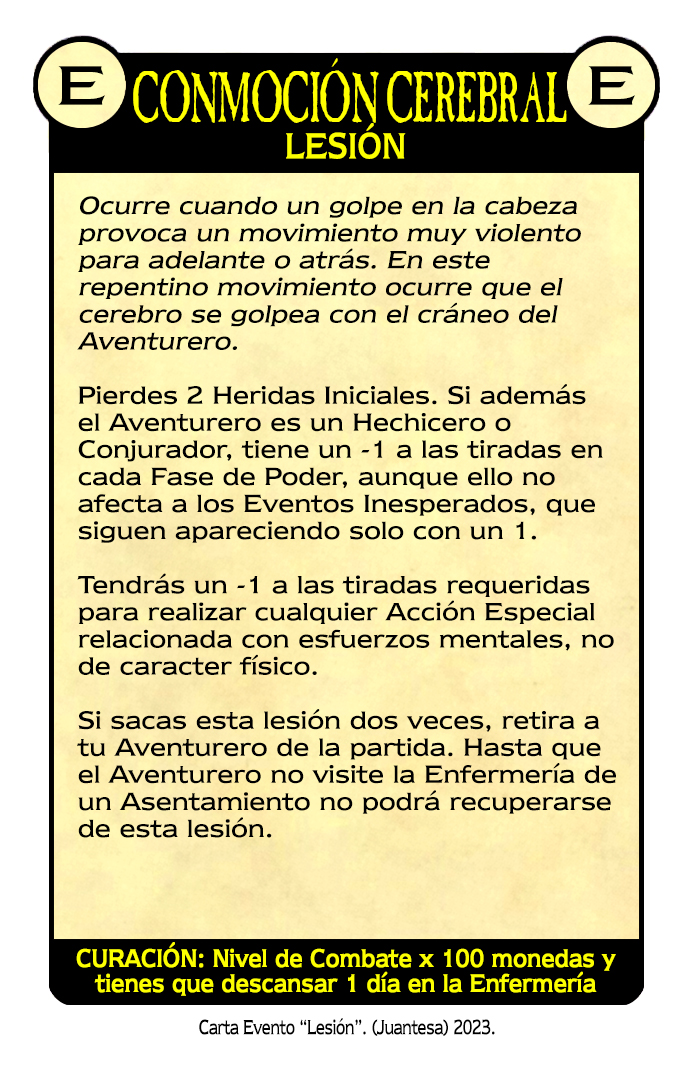 E CONMOCIÓN CEREBRAL E
LESIÓN
Ocurre cuando un golpe en la cabeza
provoca un movimiento muy violento
para adelante o atrás. En este
repentino movimiento ocurre que el
cerebro se golpea con el cráneo del
Aventurero.
Pierdes 2 Heridas Iniciales. Si además
el Aventurero es un Hechicero o
Conjurador, tiene un -1 a las tiradas en
cada Fase de Poder, aunque ello no
afecta a los Eventos Inesperados, que
siguen apareciendo solo con un 1.
Tendrás un -1 a las tiradas requeridas
para realizar cualquier Acción Especial
relacionada con esfuerzos mentales, no
de caracter físico.
Si sacas esta lesión dos veces, retira a
tu Aventurero de la partida. Hasta que
el Aventurero no visite la Enfermería de
un Asentamiento no podrá recuperarse
de esta lesión.
CURACIÓN: Nivel de Combate x 100 monedas y
tienes que descansar 1 día en la Enfermería
Carta Evento “Lesión”. (Juantesa) 2023.